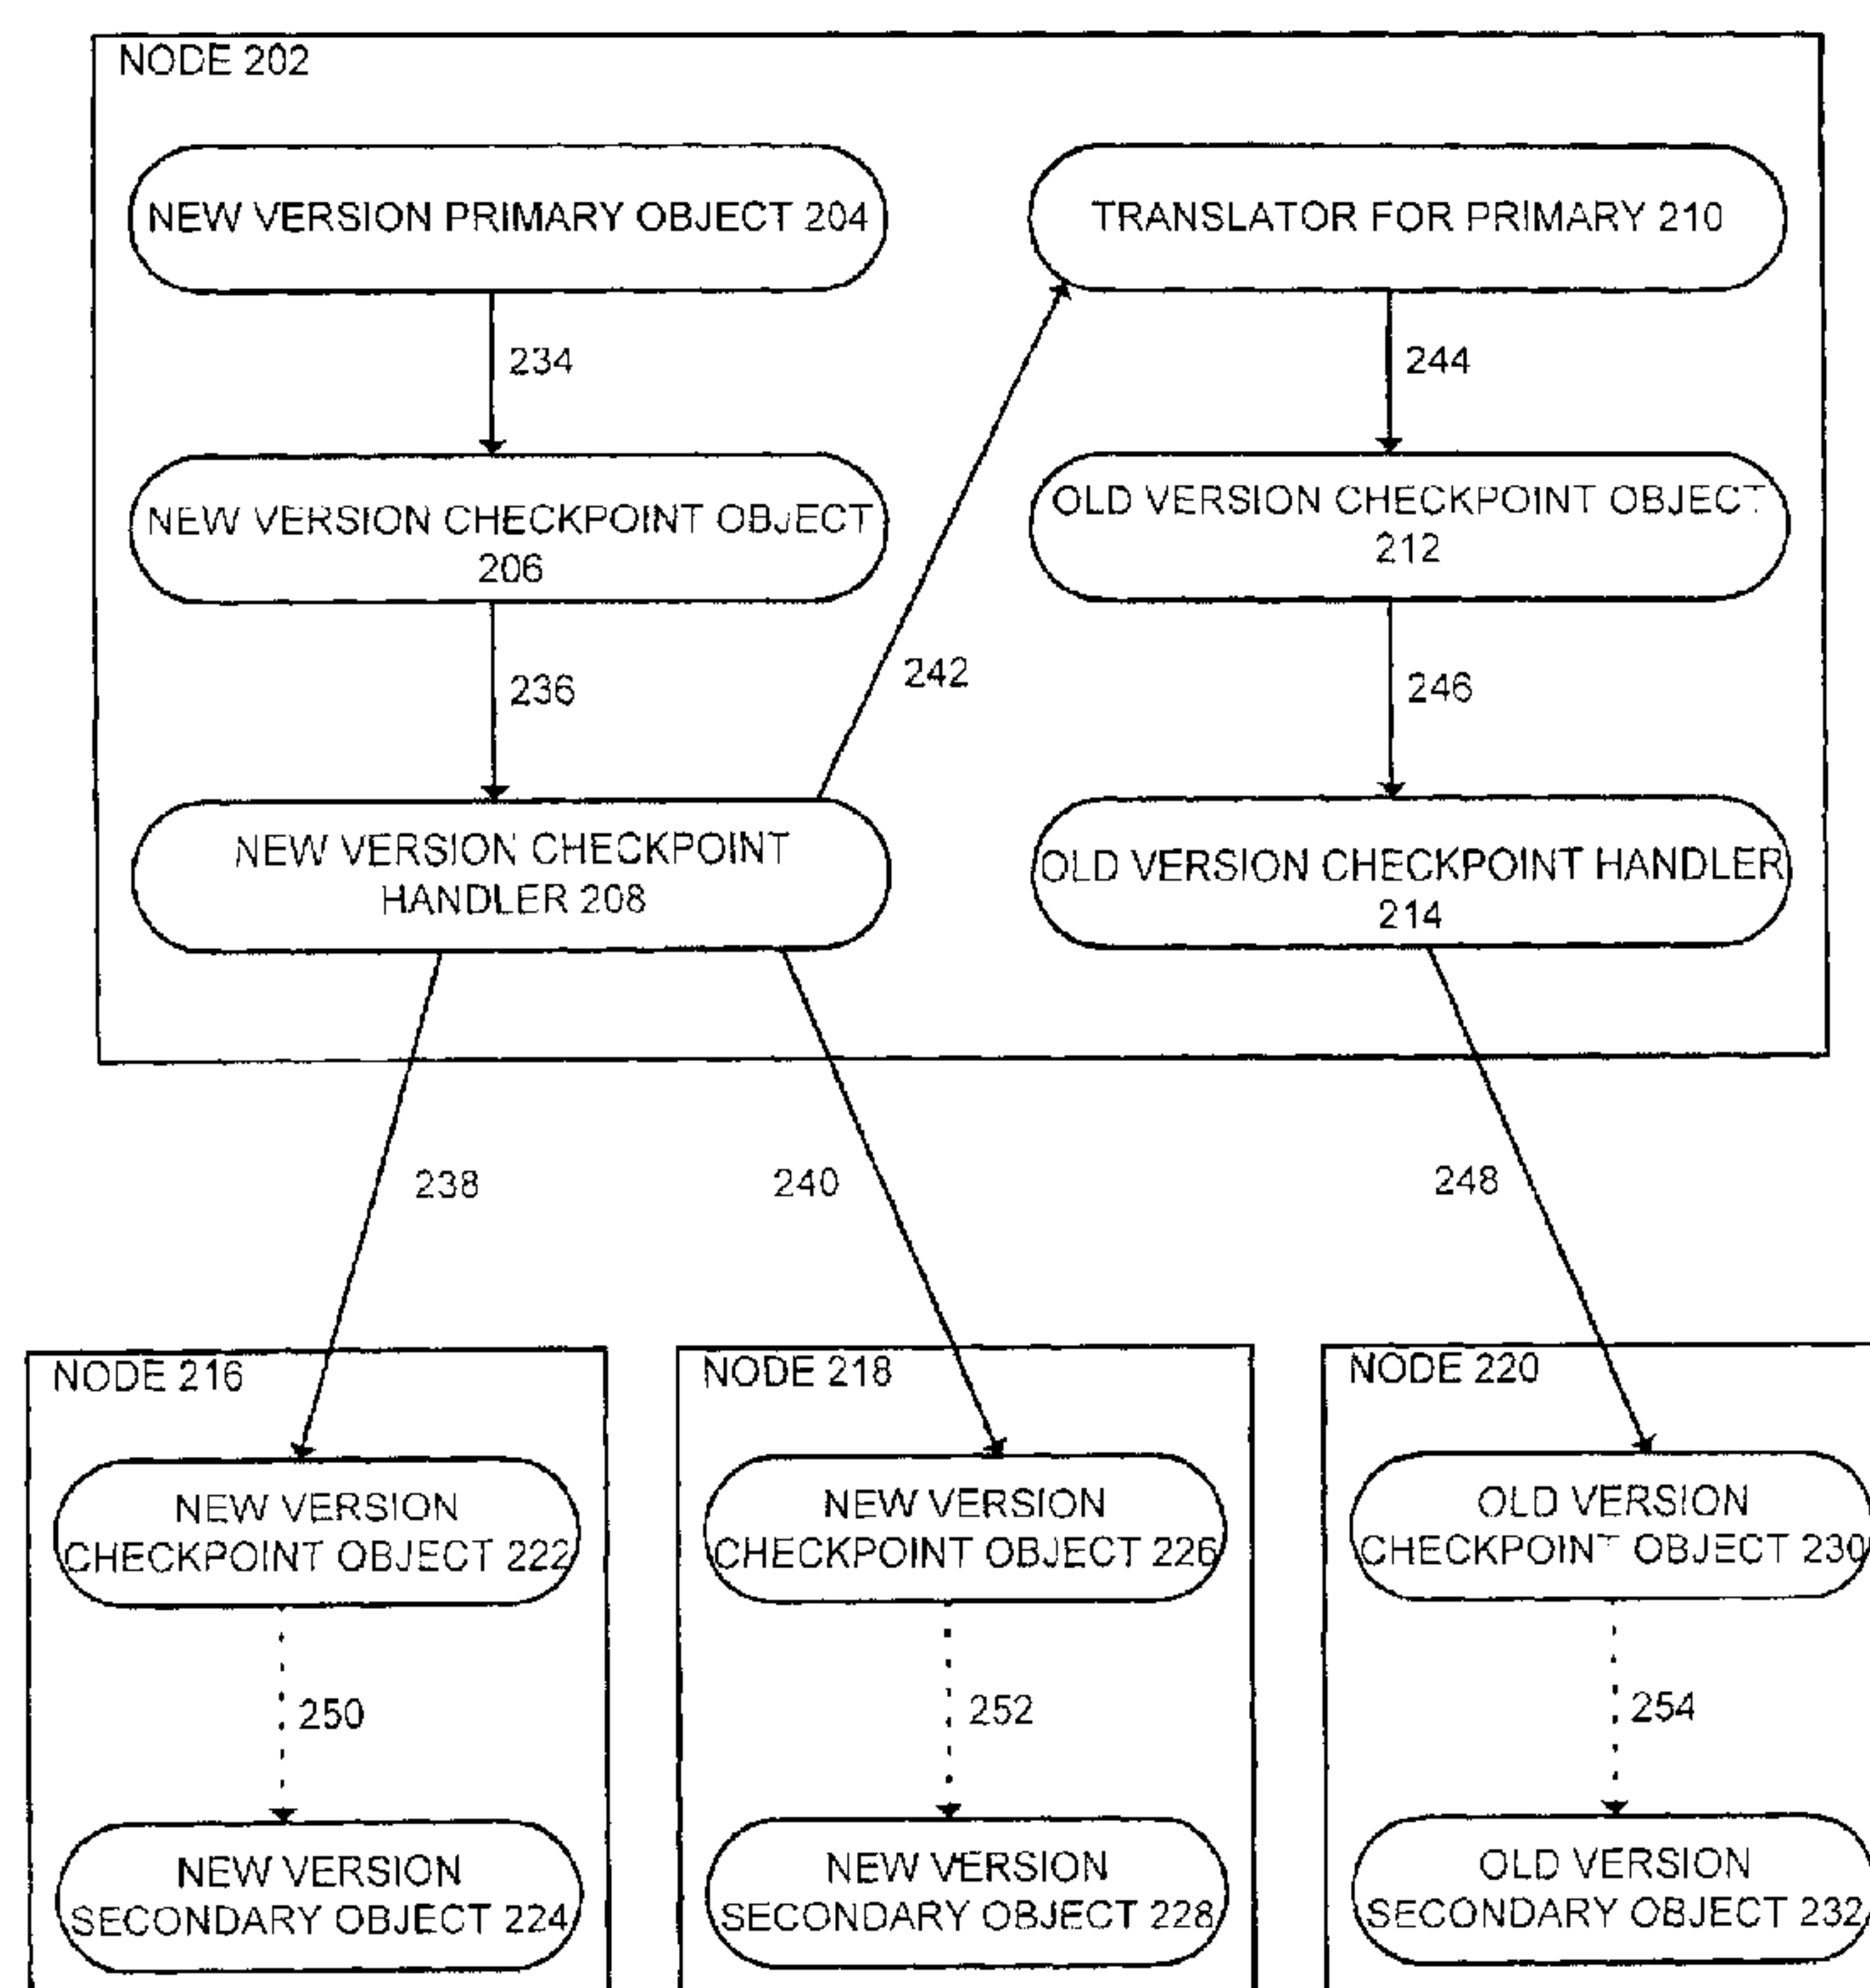 NODE 202
NEW VERSION PRIMARY OBJECT 204
TRANSLATOR FOR PRIMARY 210
234
244
NEW VERSION CHECKPOINT OBJECT
206
OLD VERSION CHECKPOINT OBJECT
212
236
242
246
NEW VERSION CHECKPOINT
HANDLER 208
OLD VERSION CHECKPOINT HANDLER
214
238
240
248
NODE 216
NODE 218
NODE 220
NEW VERSION
CHECKPOINT OBJECT 222
NEW VERSION
CHECKPOINT OBJECT 226
OLD VERSION
CHECKPOINT OBJECT 230
250
252
254
NEW VERSION
SECONDARY OBJECT 224
NEW VERSION
SECONDARY OBJECT 228
OLD VERSION
SECONDARY OBJECT 232